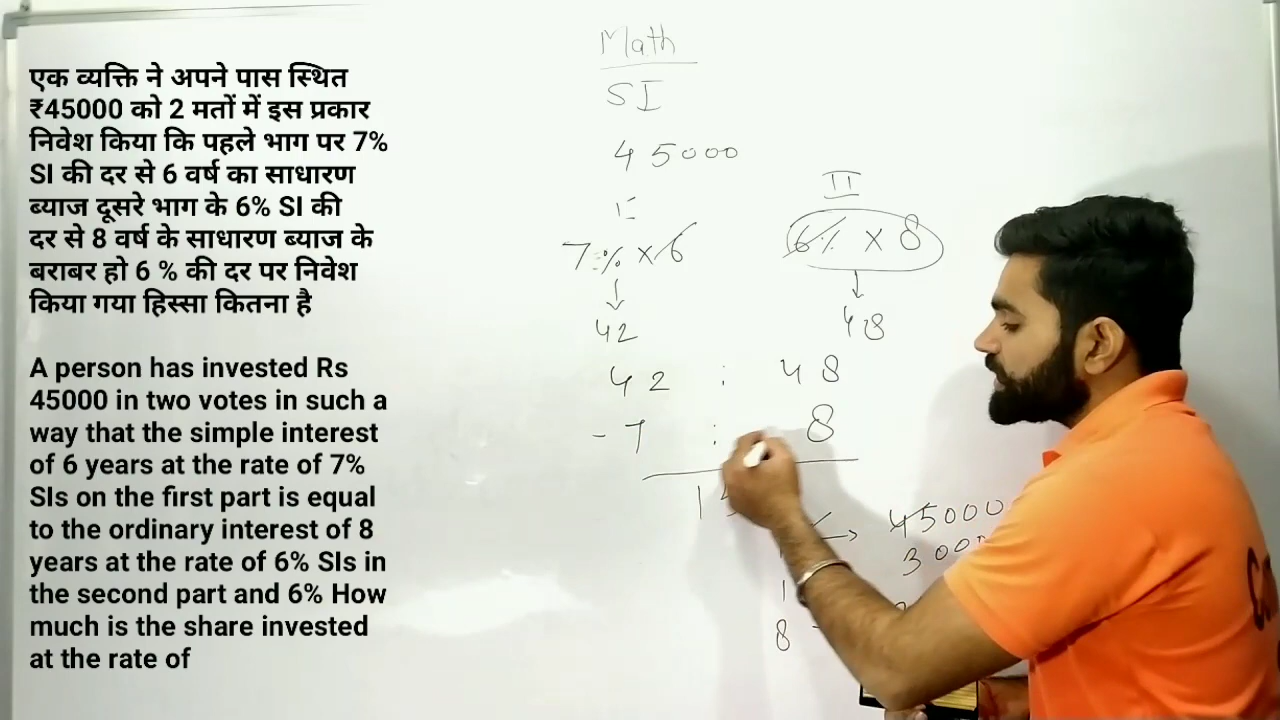 एक व्यक्ति ने अपने पास स्थित
₹45000 को 2 मतों में इस प्रकार
निवेश किया कि पहले भाग पर 7%
SI की दर से 6 वर्ष का साधारण
ब्याज दूसरे भाग के 6% SI की
दर से 8 वर्ष के साधारण ब्याज के
बराबर हो 6 % की दर पर निवेश
किया गया हिस्सा कितना है
A person has invested Rs
45000 in two votes in such a
way that the simple interest
of 6 years at the rate of 7%
SIs on the first part is equal
to the ordinary interest of 8
years at the rate of 6% SIs in
the second part and 6% How
much is the share invested
at the rate of
Math
SI
45000
II
7% × 6
6% × 8
42
48
42 : 48
- 7 : 8
15
45000
3000
1
8